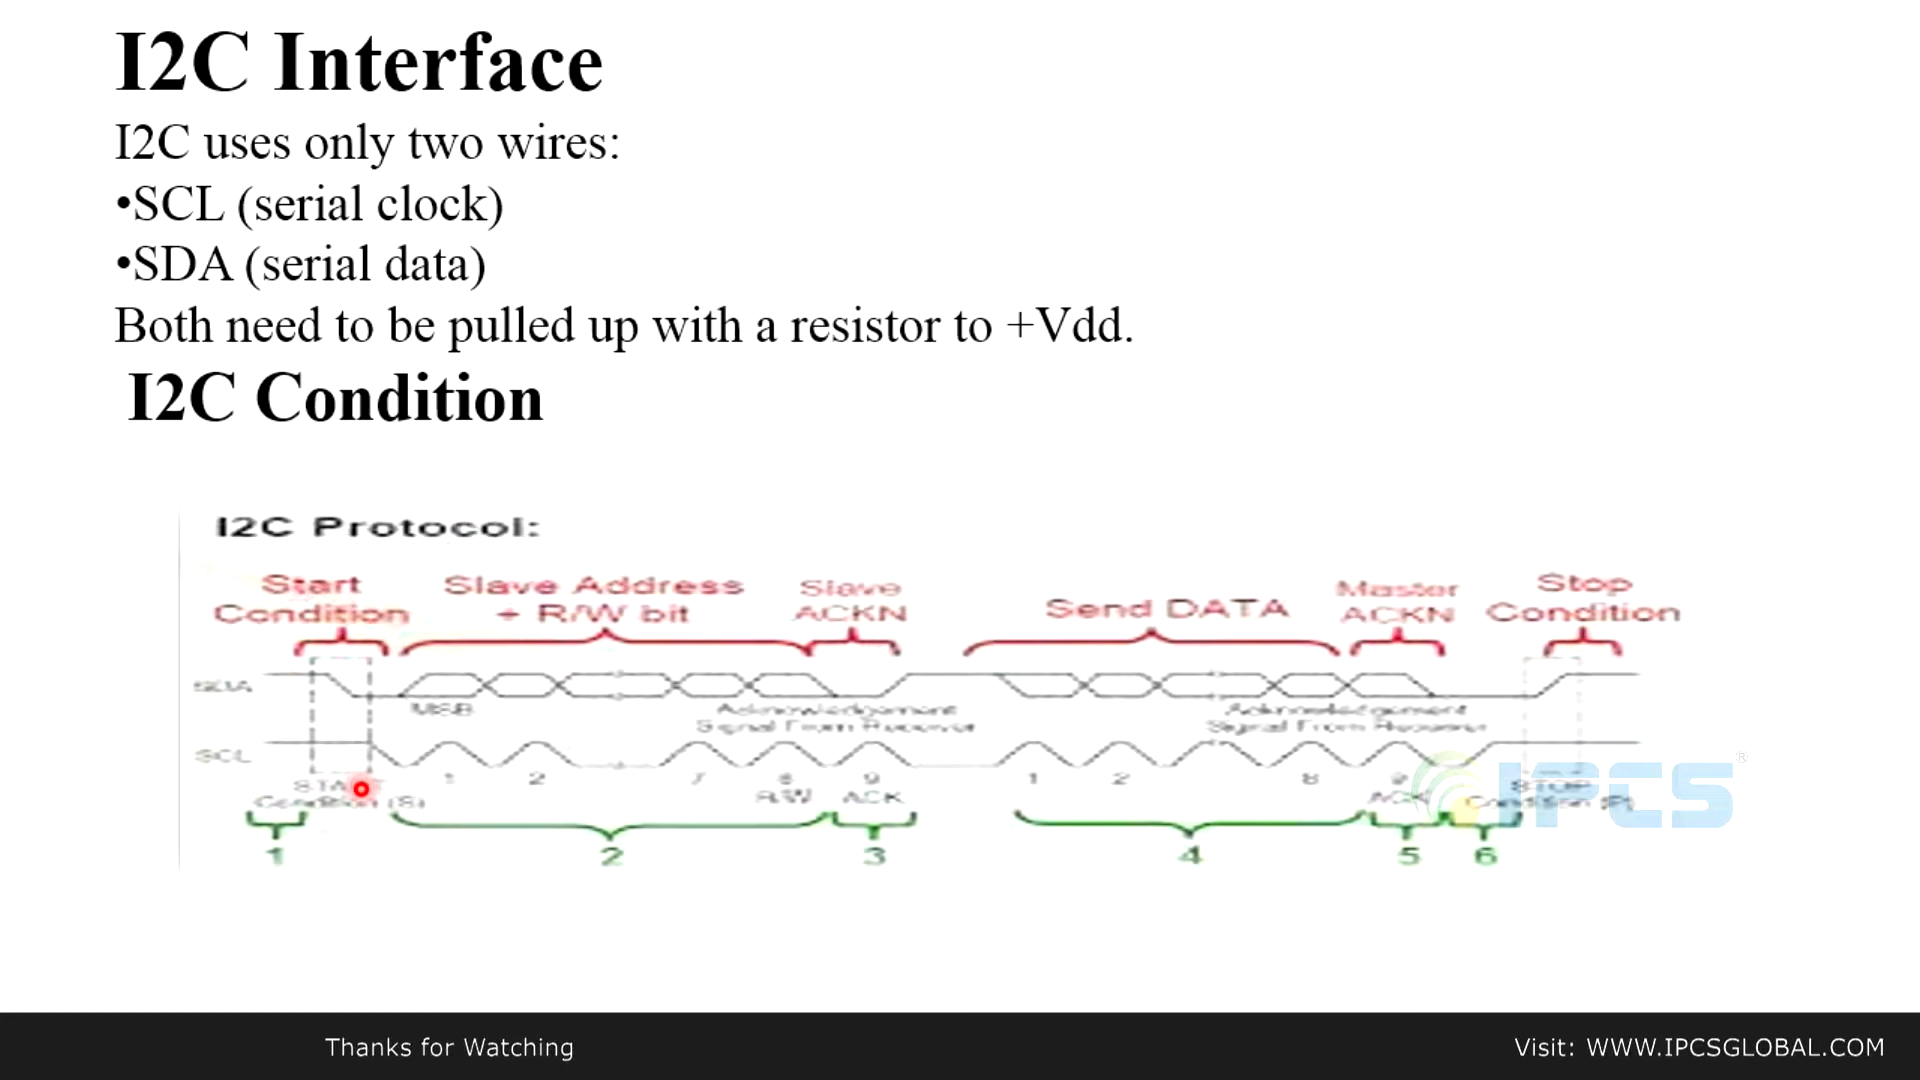 I2C Interface
I2C uses only two wires:
•SCL (serial clock)
•SDA (serial data)
Both need to be pulled up with a resistor to +Vdd.
I2C Condition
I2C Protocol:
Start Condition
Slave Address + R/W bit
Slave ACKN
Send DATA
Master ACKN
Stop Condition
SDA
MSB
Acknowledgement Signal From Receiver
Acknowledgement Signal From Receiver
SCL
1 2 7 8 9 1 2 8 9
R/W ACK ACK
Condition (S)
STOP Condition (P)
IPCS®
1 2 3 4 5 6
Thanks for Watching
Visit: WWW.IPCSGLOBAL.COM